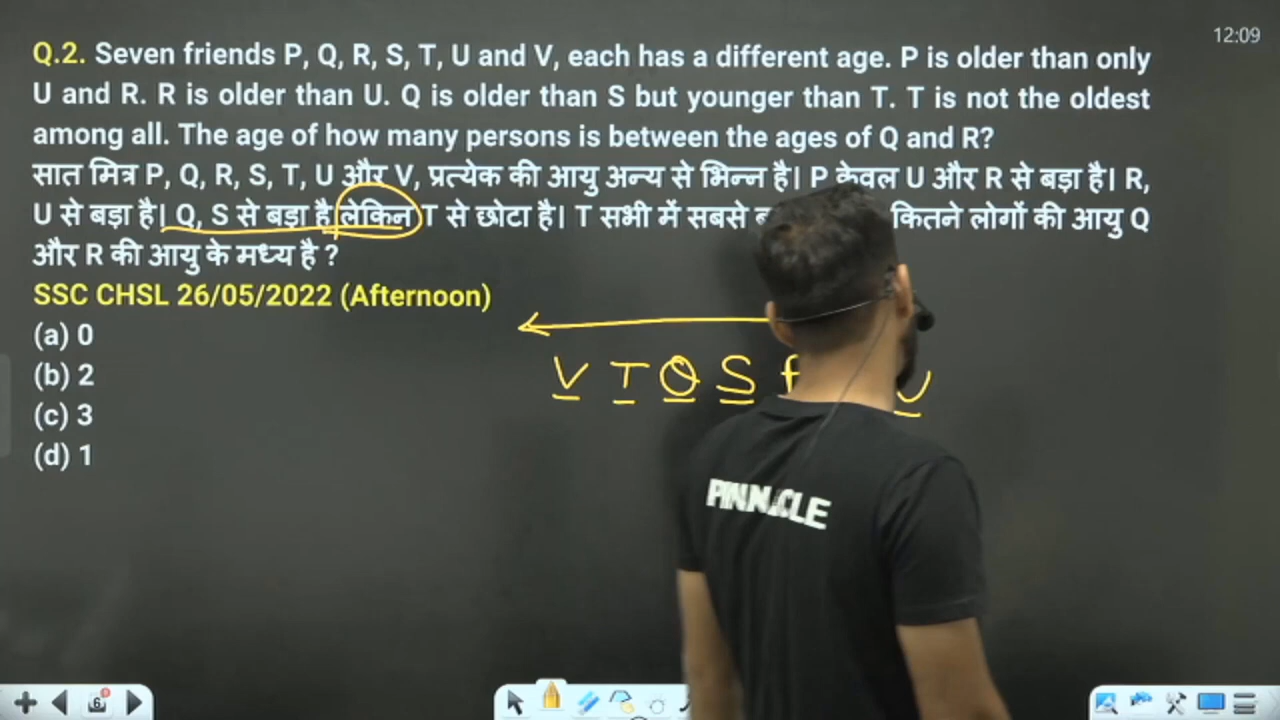 12:09
Q.2. Seven friends P, Q, R, S, T, U and V, each has a different age. P is older than only
U and R. R is older than U. Q is older than S but younger than T. T is not the oldest
among all. The age of how many persons is between the ages of Q and R?
सात मित्र P, Q, R, S, T, U और V, प्रत्येक की आयु अन्य से भिन्न है। P केवल U और R से बड़ा है। R,
U से बड़ा है। Q, S से बड़ा है लेकिन T से छोटा है। T सभी में सबसे कितने लोगों की आयु Q
और R की आयु के मध्य है ?
SSC CHSL 26/05/2022 (Afternoon)
(a) 0
(b) 2
(c) 3
(d) 1
V T Q S U
PINNACLE
6